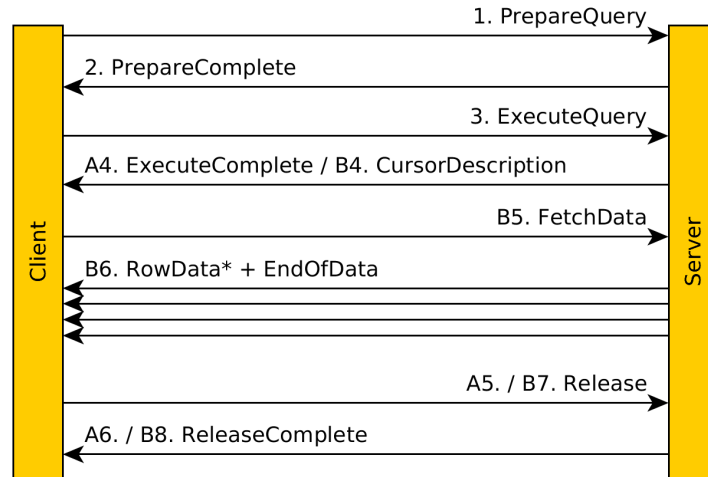 1. PrepareQuery
2. PrepareComplete
3. ExecuteQuery
A4. ExecuteComplete / B4. CursorDescription
B5. FetchData
Client
Server
B6. RowData* + EndOfData
A5. / B7. Release
A6. / B8. ReleaseComplete